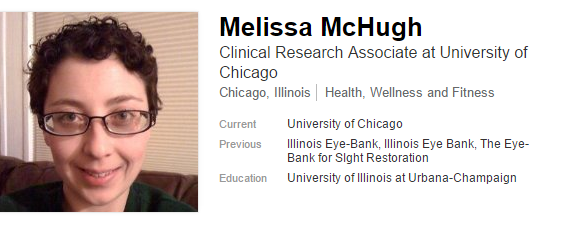 Melissa McHugh
Clinical Research Associate at University of
Chicago
Chicago, Illinois | Health, Wellness and Fitness
Current University of Chicago
Previous Illinois Eye-Bank, Illinois Eye Bank, The Eye-
Bank for SIght Restoration
Education University of Illinois at Urbana-Champaign